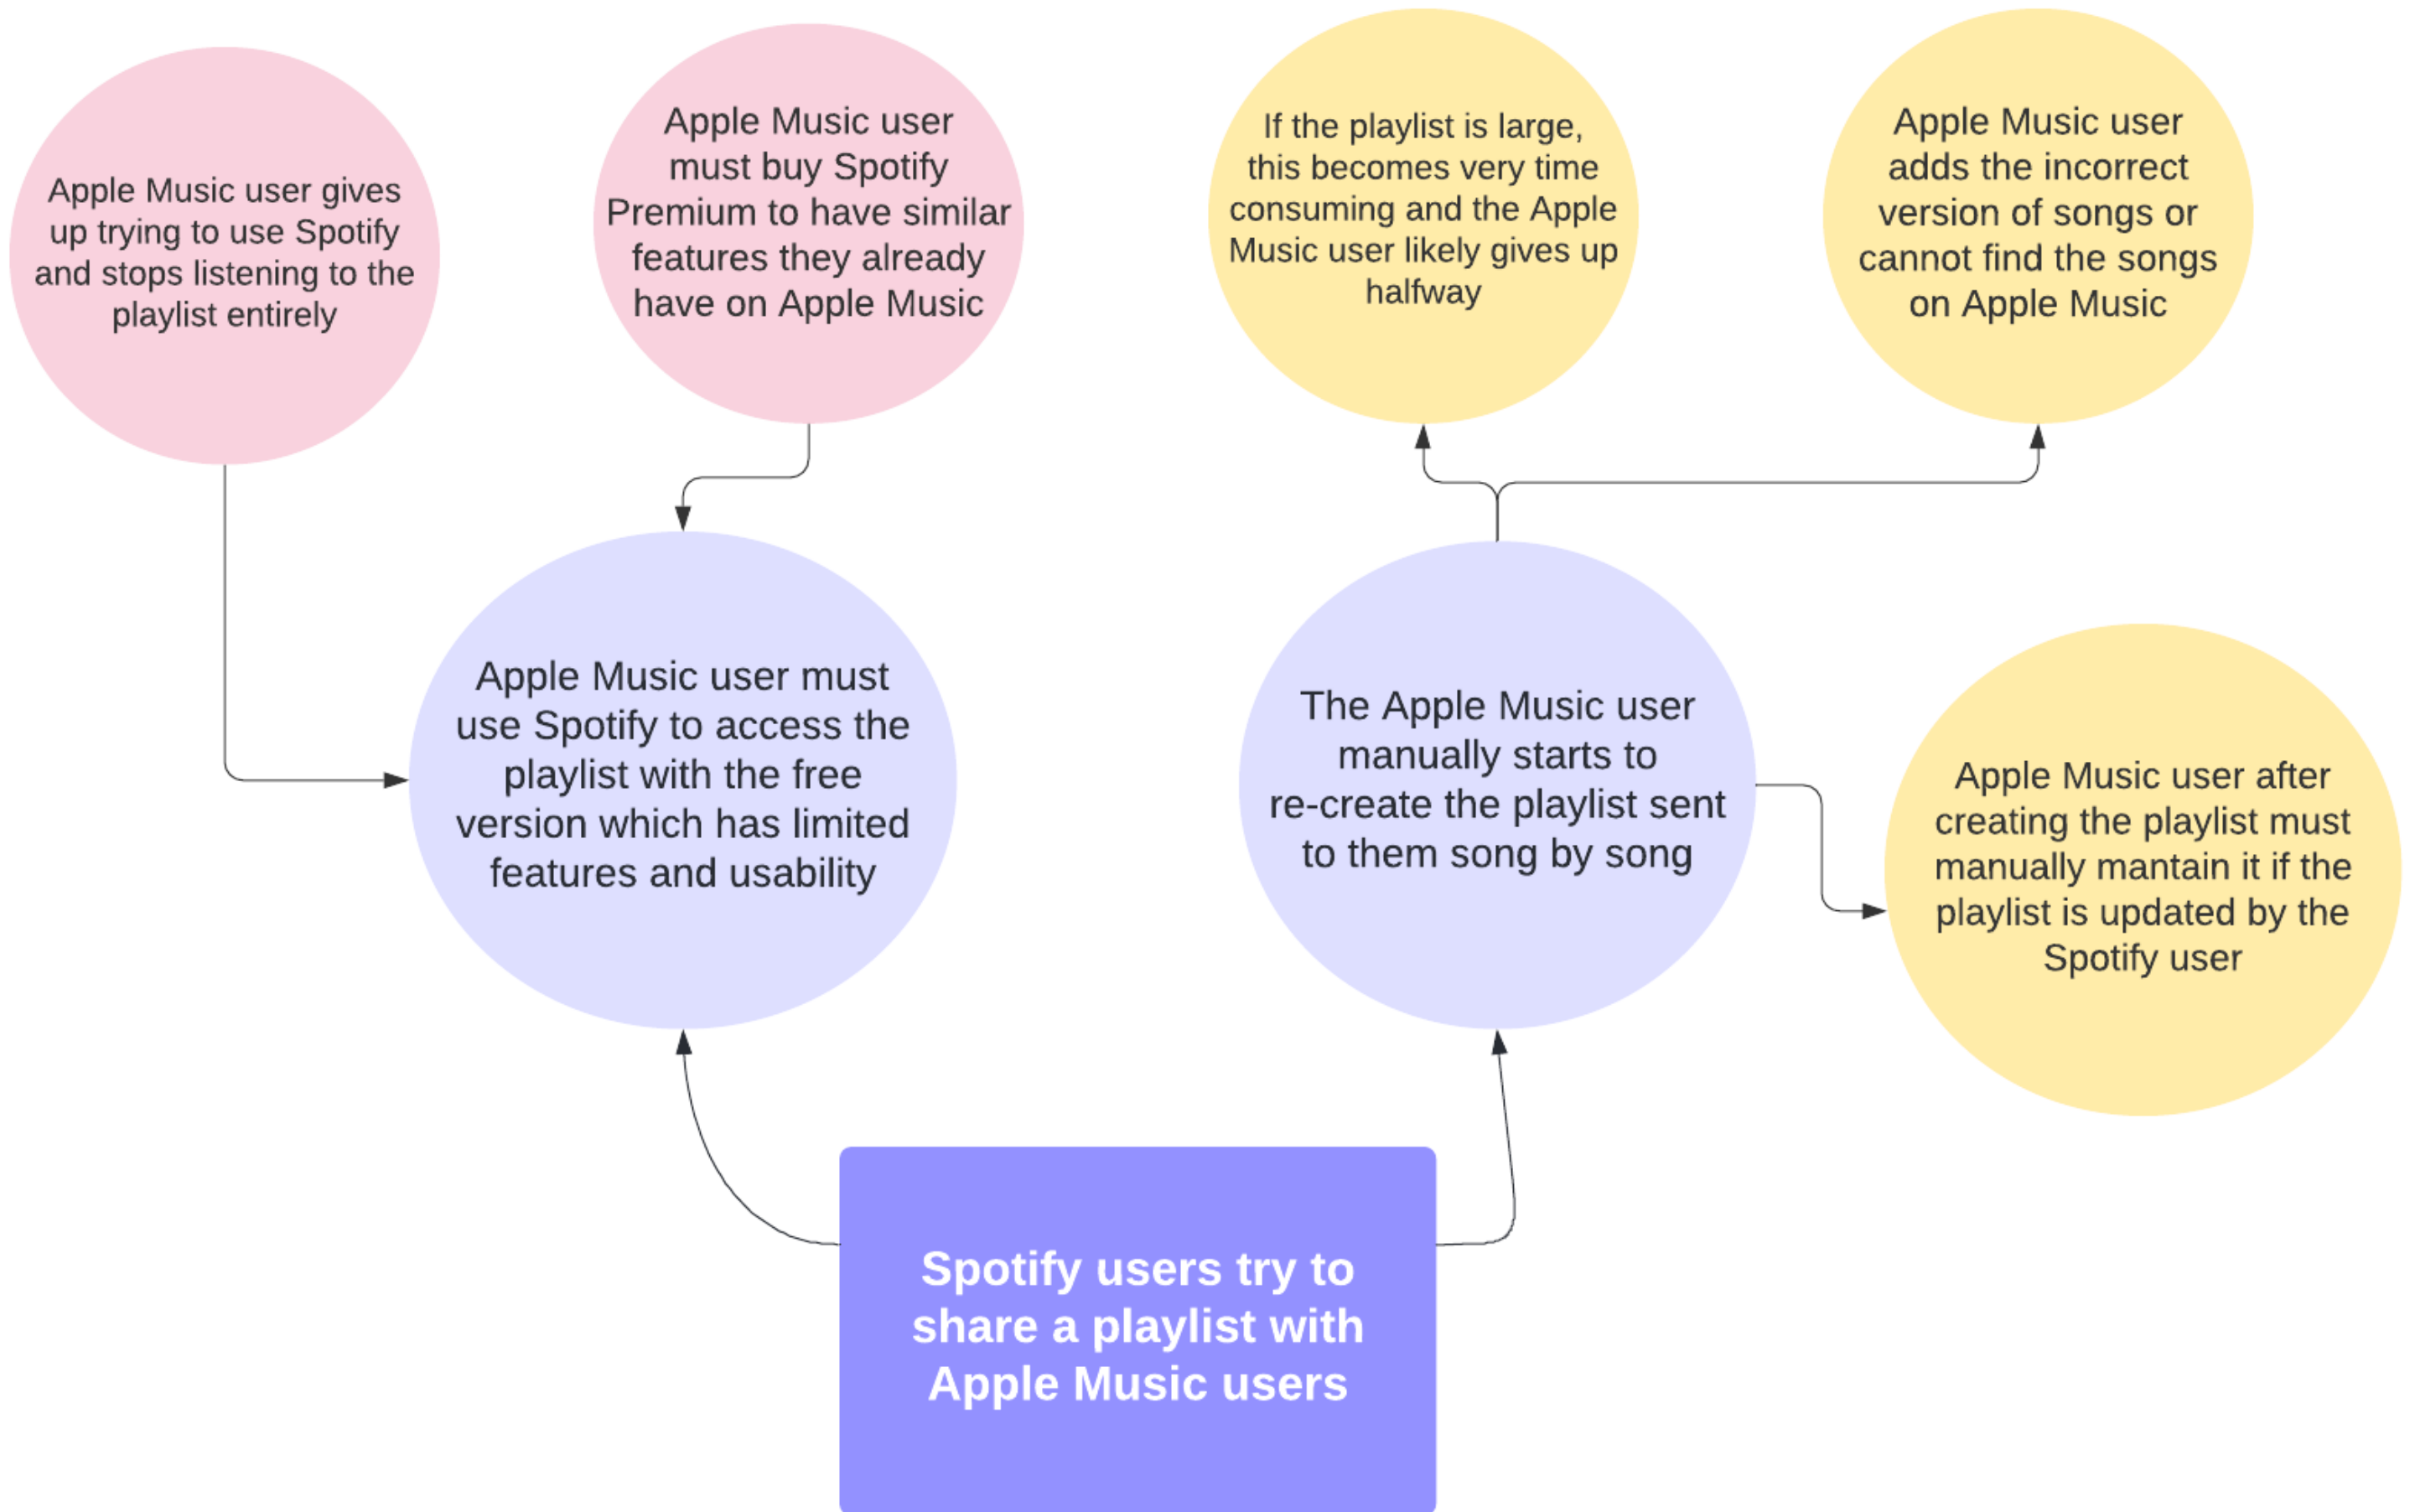 Apple Music user gives
up trying to use Spotify
and stops listening to the
playlist entirely
Apple Music user
must buy Spotify
Premium to have similar
features they already
have on Apple Music
If the playlist is large,
this becomes very time
consuming and the Apple
Music user likely gives up
halfway
Apple Music user
adds the incorrect
version of songs or
cannot find the songs
on Apple Music
Apple Music user must
use Spotify to access the
playlist with the free
version which has limited
features and usability
The Apple Music user
manually starts to
re-create the playlist sent
to them song by song
Apple Music user after
creating the playlist must
manually mantain it if the
playlist is updated by the
Spotify user
Spotify users try to
share a playlist with
Apple Music users